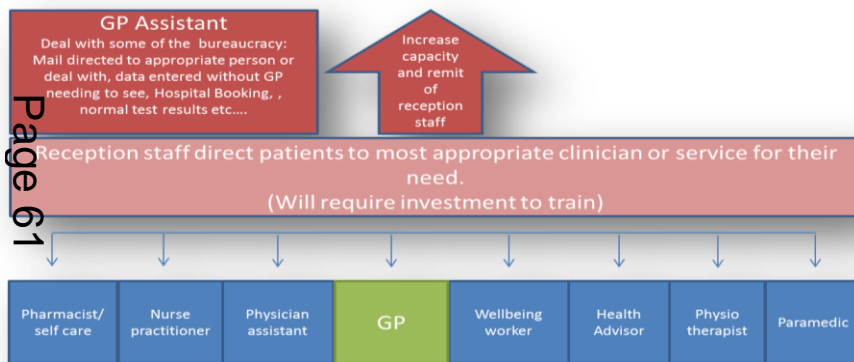 GP Assistant
Deal with some of the bureaucracy:
Mail directed to appropriate person or
deal with, data entered without GP
needing to see, Hospital Booking, ,
normal test results etc....
Increase
capacity
and remit
of
reception
staff
Page 61
Reception staff direct patients to most appropriate clinician or service for their
need.
(Will require investment to train)
Pharmacist/
self care
Nurse
practitioner
Physician
assistant
GP
Wellbeing
worker
Health
Advisor
Physio
therapist
Paramedic